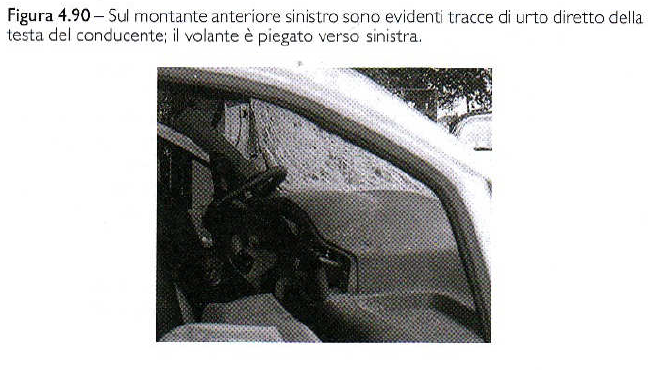 Figura 4.90 – Sul montante anteriore sinistro sono evidenti tracce di urto diretto della
testa del conducente; il volante è piegato verso sinistra.